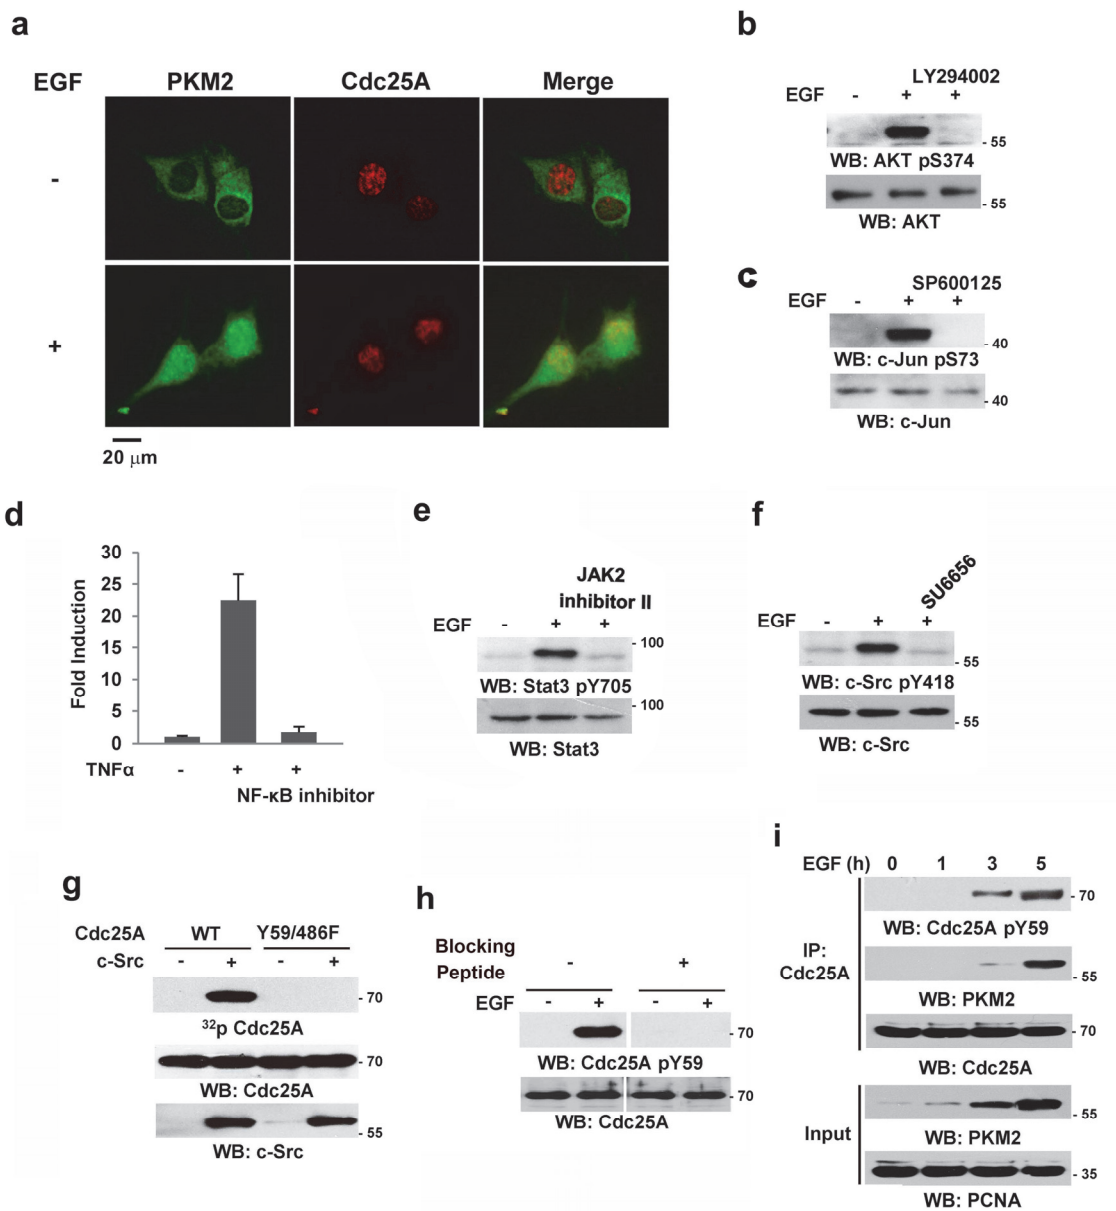 a
EGF PKM2 Cdc25A Merge
-
+
20 μm
b
LY294002
EGF - + +
- 55
WB: AKT pS374
- 55
WB: AKT
c
SP600125
EGF - + +
- 40
WB: c-Jun pS73
- 40
WB: c-Jun
d
Fold Induction
30
25
20
15
10
5
0
TNFα - + +
NF-κB inhibitor
e
JAK2
inhibitor II
EGF - + +
- 100
WB: Stat3 pY705
- 100
WB: Stat3
f
SU6656
EGF - + +
- 55
WB: c-Src pY418
- 55
WB: c-Src
g
Cdc25A WT Y59/486F
c-Src - + - +
- 70
32p Cdc25A
- 70
WB: Cdc25A
- 55
WB: c-Src
h
Blocking
Peptide - +
EGF - + - +
- 70
WB: Cdc25A pY59
- 70
WB: Cdc25A
i
EGF (h) 0 1 3 5
- 70
WB: Cdc25A pY59
IP:
Cdc25A
- 55
WB: PKM2
- 70
WB: Cdc25A
Input
- 55
WB: PKM2
- 35
WB: PCNA